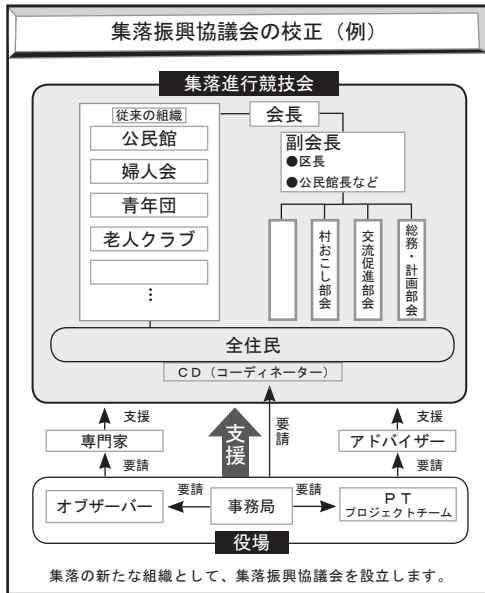 集落振興協議会の校正（例）
集落進行競技会
従来の組織
公民館
婦人会
青年団
老人クラブ
⋮
会長
副会長
●区長
●公民館長など
村おこし部会
交流促進部会
総務・計画部会
全住民
ＣＤ（コーディネーター）
支援
専門家
要請
支援
要請
支援
アドバイザー
要請
オブザーバー
要請
事務局
要請
ＰＴ
プロジェクトチーム
役場
集落の新たな組織として、集落振興協議会を設立します。